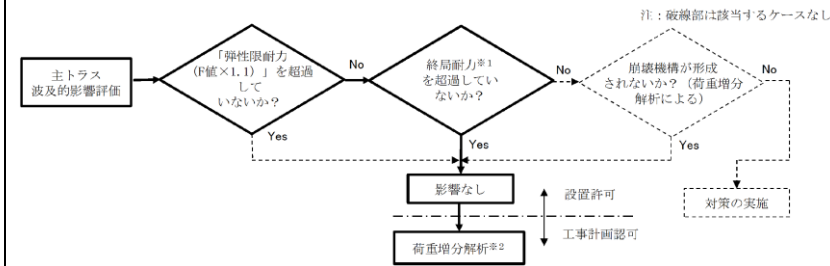 注：破線部は該当するケースなし
主トラス
波及的影響評価
「弾性限耐力
(F値×1.1)」を超過
して
いないか？
No
終局耐力※1
を超過してい
ないか？
No
崩壊機構が形成
されないか？（荷重増分
解析による）
No
Yes
Yes
Yes
影響なし
設置許可
対策の実施
工事計画認可
荷重増分解析※2